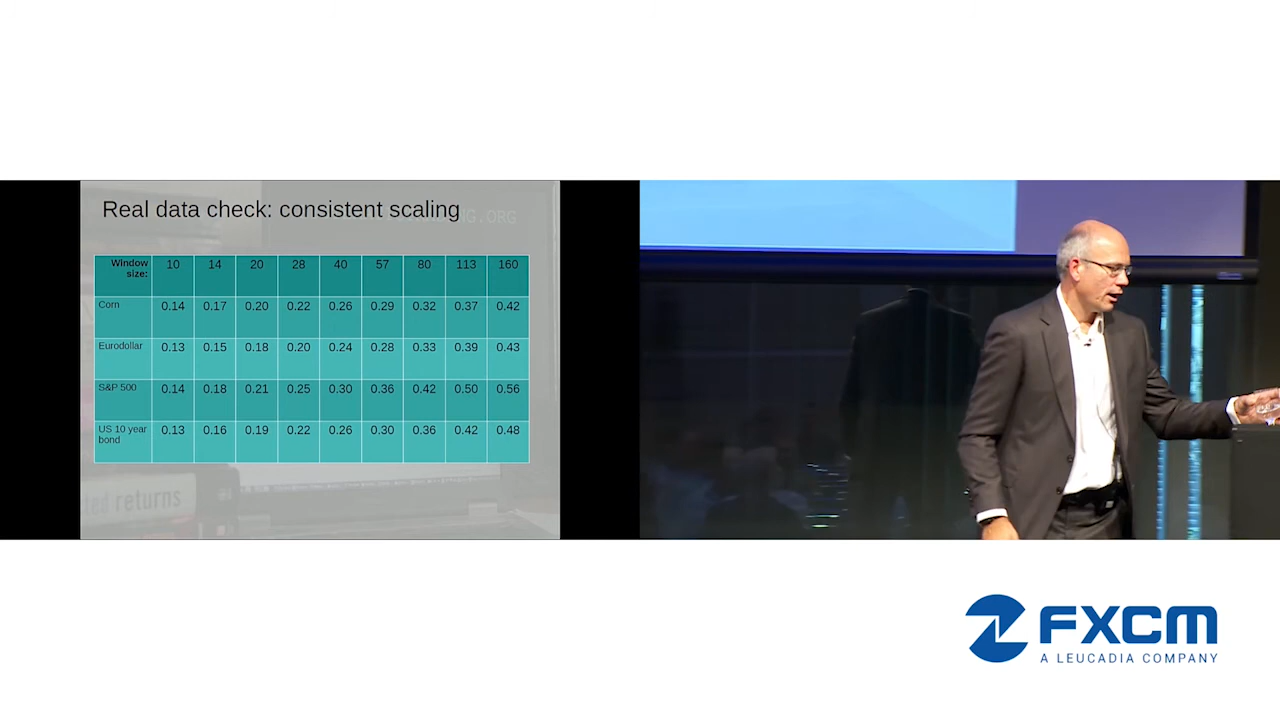 Real data check: consistent scaling
Window size: 10 14 20 28 40 57 80 113 160
Corn 0.14 0.17 0.20 0.22 0.26 0.29 0.32 0.37 0.42
Eurodollar 0.13 0.15 0.18 0.20 0.24 0.28 0.33 0.39 0.43
S&P 500 0.14 0.18 0.21 0.25 0.30 0.36 0.42 0.50 0.56
US 10 year bond 0.13 0.16 0.19 0.22 0.26 0.30 0.36 0.42 0.48
returns
FXCM
A LEUCADIA COMPANY